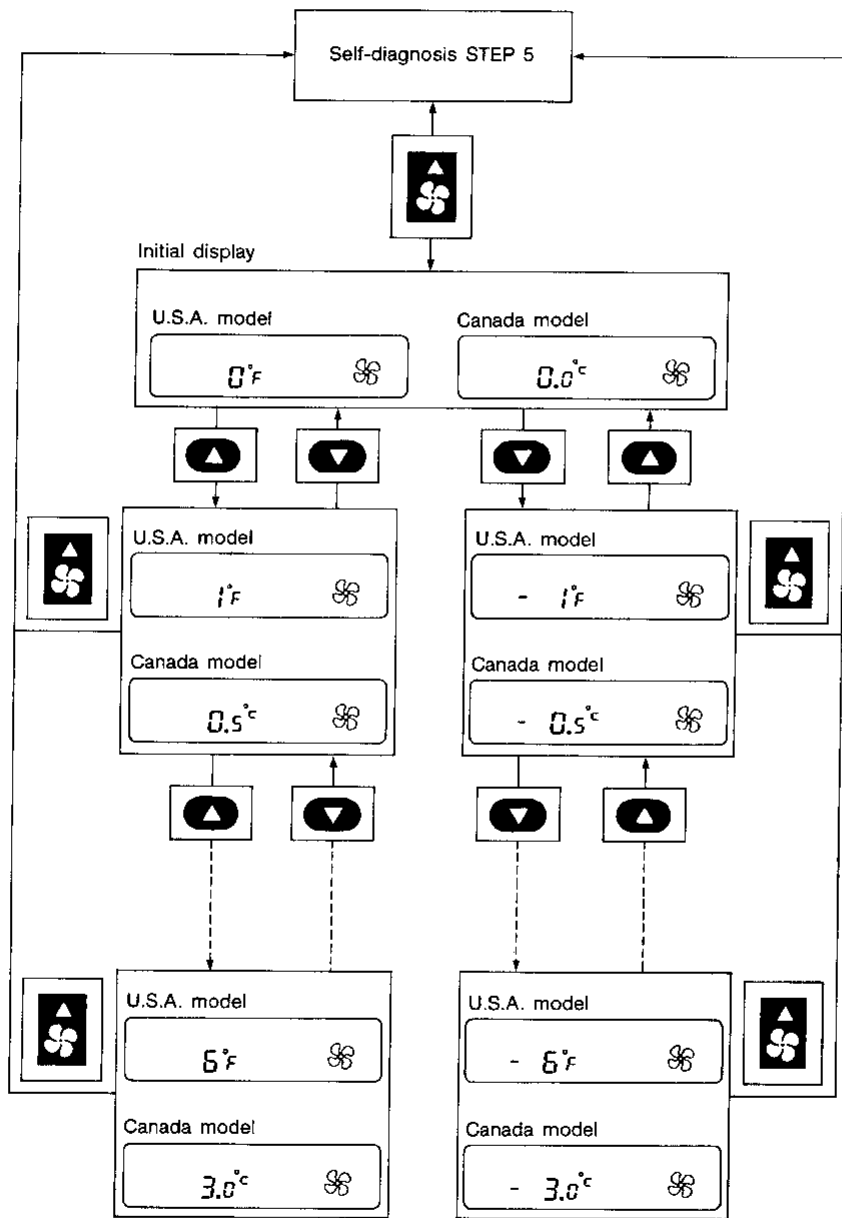 Self-diagnosis STEP 5
Initial display
U.S.A. model
Canada model
0°F
0.0°c
U.S.A. model
1°F
Canada model
0.5°c
U.S.A. model
- 1°F
Canada model
- 0.5°c
U.S.A. model
6°F
Canada model
3.0°c
U.S.A. model
- 6°F
Canada model
- 3.0°c